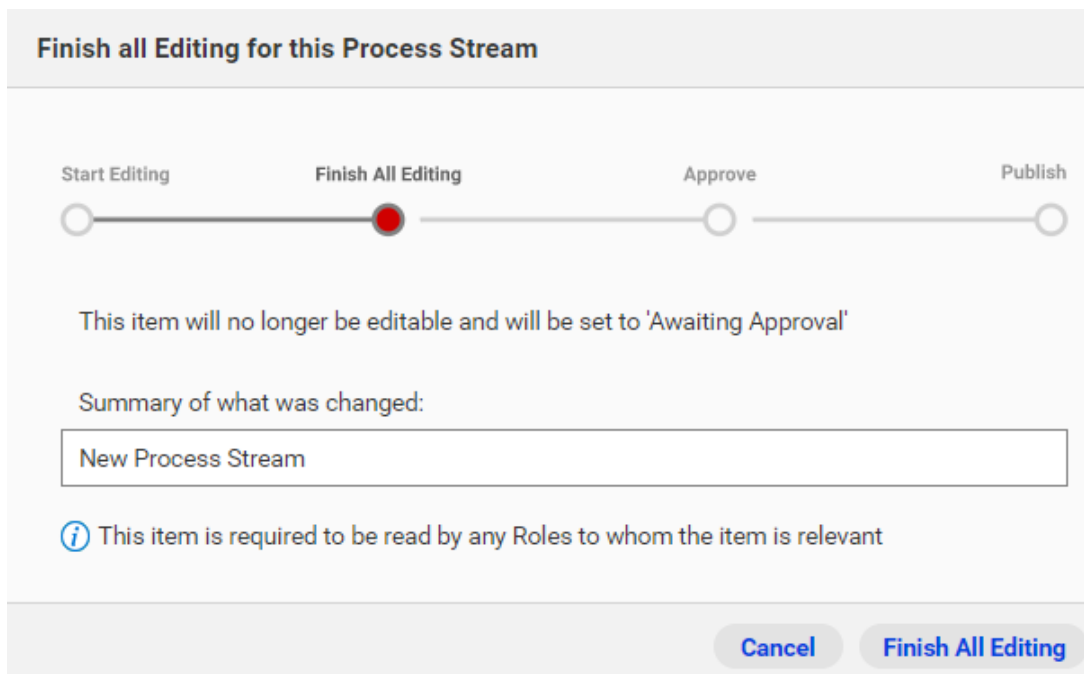 Finish all Editing for this Process Stream
Start Editing
Finish All Editing
Approve
Publish
This item will no longer be editable and will be set to 'Awaiting Approval'
Summary of what was changed:
New Process Stream
This item is required to be read by any Roles to whom the item is relevant
Cancel
Finish All Editing